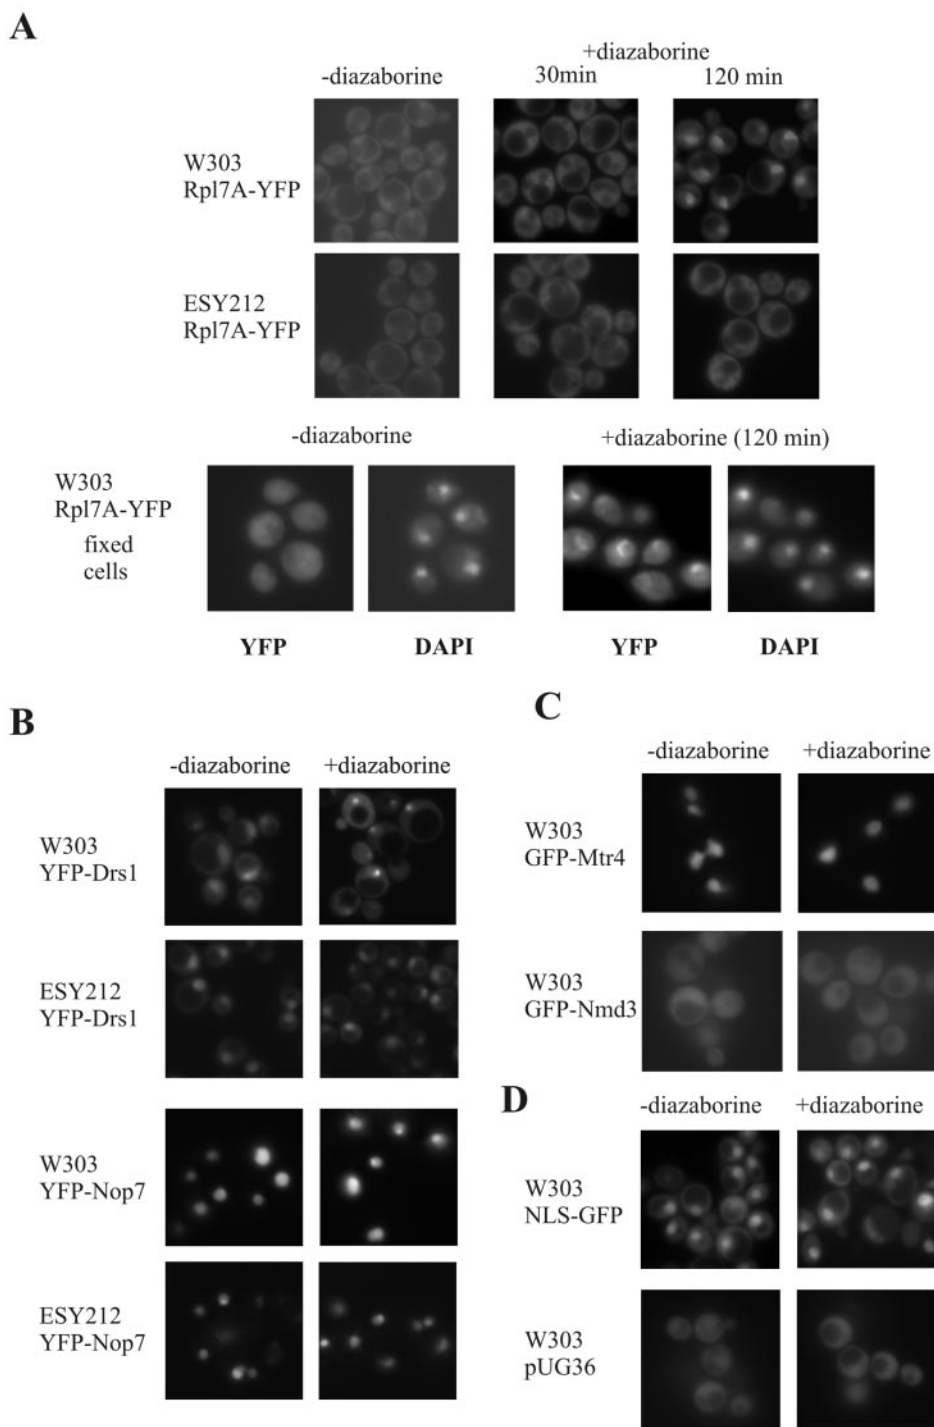 A
+diazaborine
-diazaborine
30min
120 min
W303
Rpl7A-YFP
ESY212
Rpl7A-YFP
-diazaborine
+diazaborine (120 min)
W303
Rpl7A-YFP
fixed
cells
YFP
DAPI
YFP
DAPI
B
-diazaborine
+diazaborine
W303
YFP-Drs1
ESY212
YFP-Drs1
W303
YFP-Nop7
ESY212
YFP-Nop7
C
-diazaborine
+diazaborine
W303
GFP-Mtr4
W303
GFP-Nmd3
D
-diazaborine
+diazaborine
W303
NLS-GFP
W303
pUG36